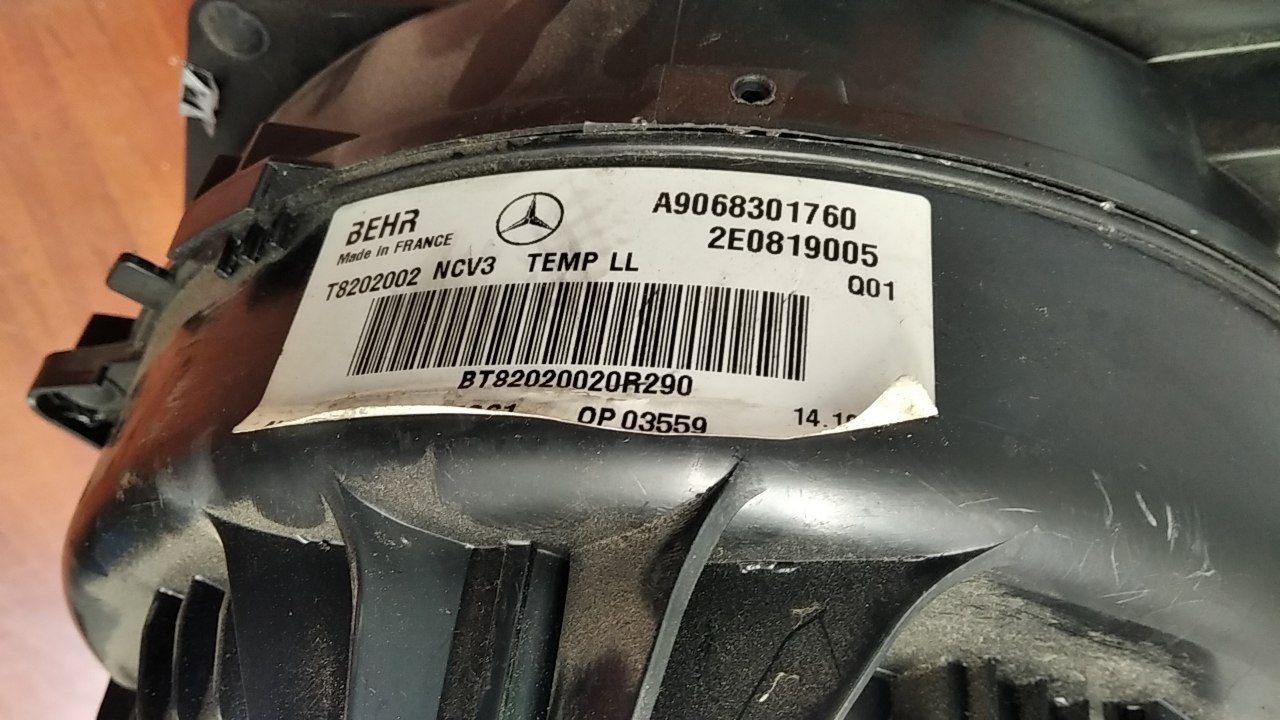 BEHR
Made in FRANCE
A9068301760
2E0819005
T8202002 NCV3 TEMP LL
Q01
BT82020020R290
OP 03559